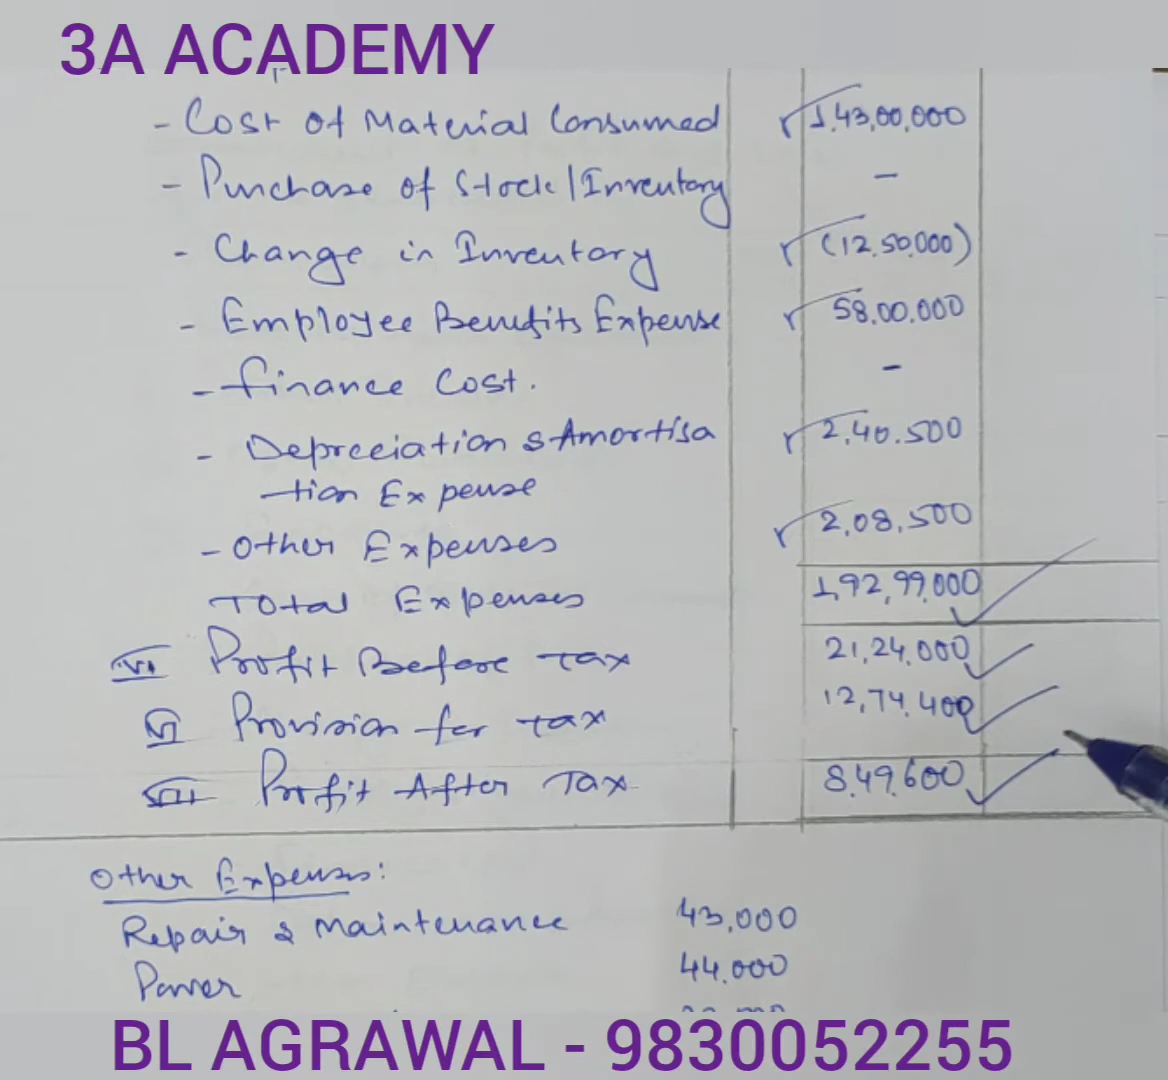 3A ACADEMY
- Cost of Material Consumed 1,43,00,000
- Purchase of Stock/Inventory -
- Change in Inventory (12,50,000)
- Employee Benefits Expense 58,00,000
- Finance Cost. -
- Depreciation & Amortisa 2,40,500
tion Expense
- Other Expenses 2,08,500
Total Expenses 1,92,99,000
VI Profit Before Tax 21,24,000
VI Provision for tax 12,74,400
VII Profit After Tax 8,49,600
Other Expenses:
Repair & Maintenance 43,000
Power 44,000
BL AGRAWAL - 9830052255